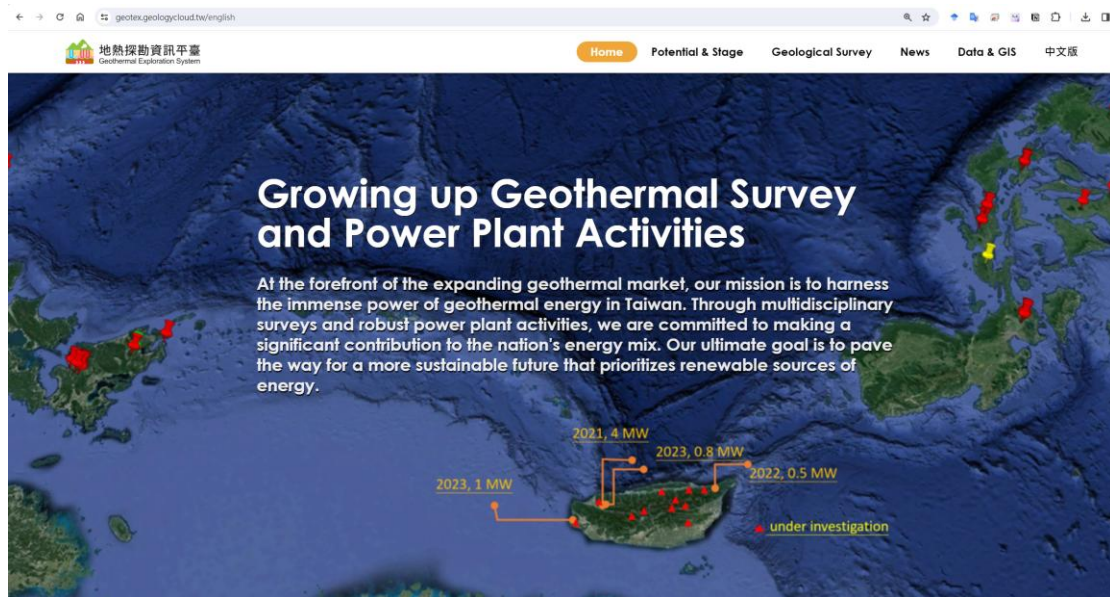 geotex.geologycloud.tw/english
地熱探勘資訊平臺
Geothermal Exploration System
Home
Potential & Stage
Geological Survey
News
Data & GIS
中文版
Growing up Geothermal Survey
and Power Plant Activities
At the forefront of the expanding geothermal market, our mission is to harness
the immense power of geothermal energy in Taiwan. Through multidisciplinary
surveys and robust power plant activities, we are committed to making a
significant contribution to the nation's energy mix. Our ultimate goal is to pave
the way for a more sustainable future that prioritizes renewable sources of
energy.
2021, 4 MW
2023, 0.8 MW
2022, 0.5 MW
2023, 1 MW
under investigation